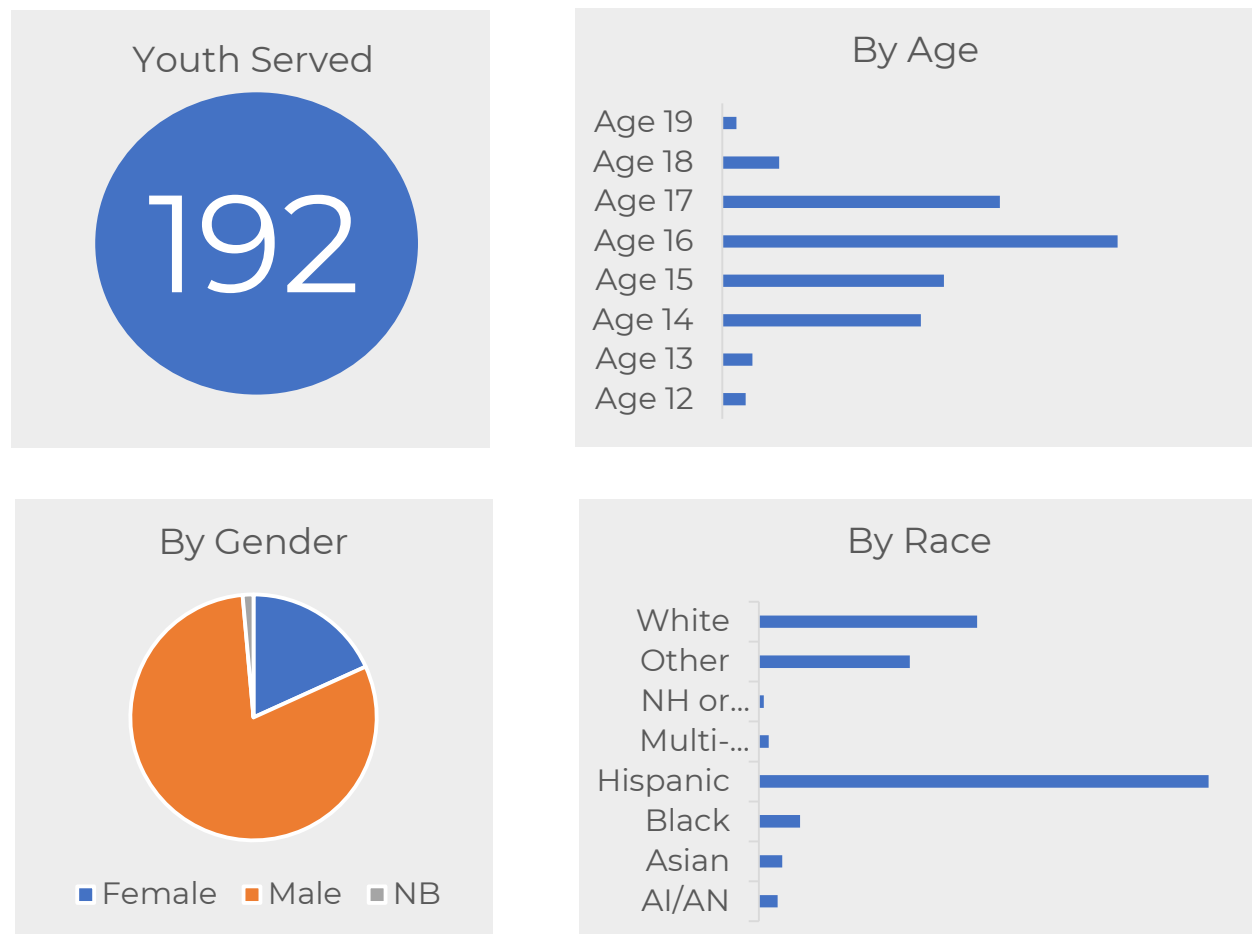 Youth Served
192
By Age
Age 19
Age 18
Age 17
Age 16
Age 15
Age 14
Age 13
Age 12
By Gender
Female Male NB
By Race
White
Other
NH or...
Multi-...
Hispanic
Black
Asian
AI/AN